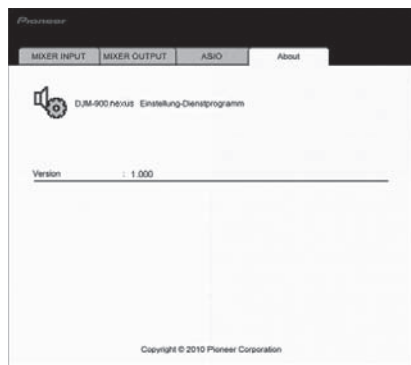 Pioneer
MIXER INPUT MIXER OUTPUT ASIO About
DJM-900nexus Einstellung-Dienstprogramm
Version : 1.000
Copyright © 2010 Pioneer Corporation